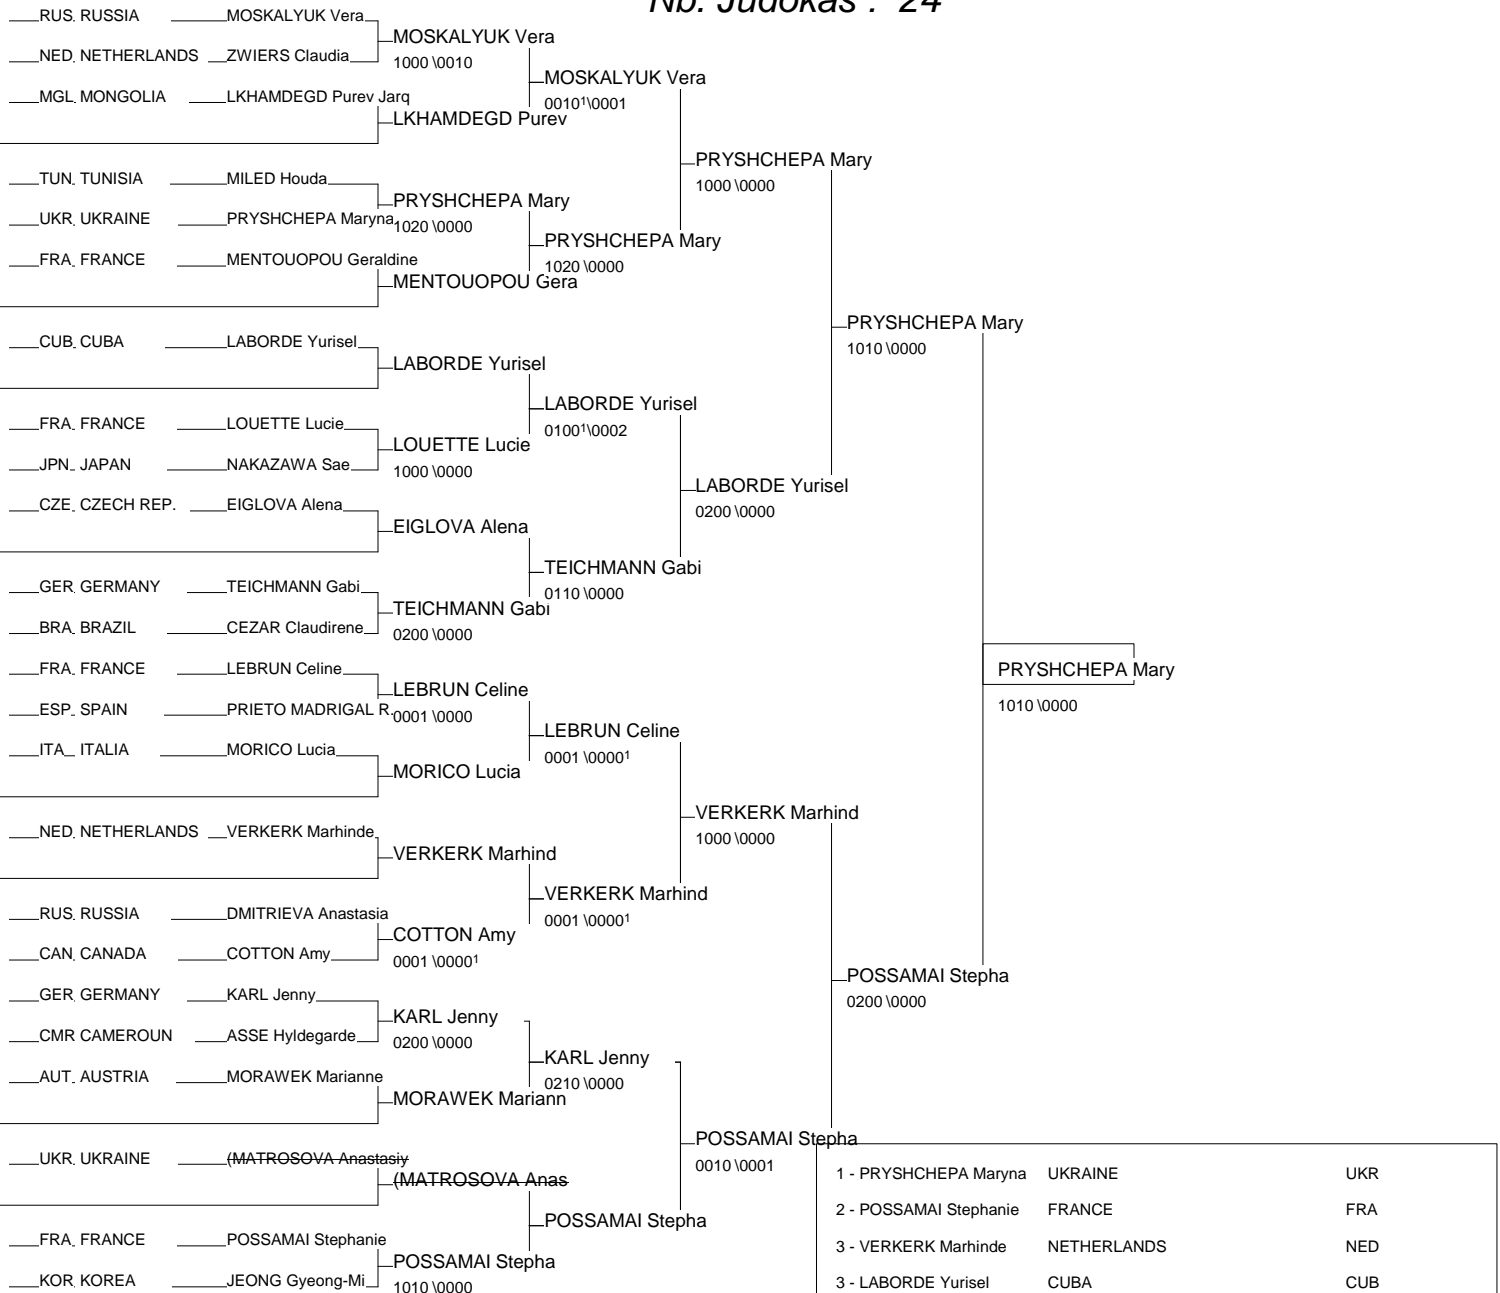 Nb. Judokas : 24
RUS RUSSIA MOSKALYUK Vera
MOSKALYUK Vera
NED NETHERLANDS ZWIERS Claudia
1000 \0010
MOSKALYUK Vera
MGL MONGOLIA LKHAMDEGD Purev Jarg
0010¹\0001
LKHAMDEGD Purev
PRYSHCHEPA Mary
TUN TUNISIA MILED Houda
1000 \0000
PRYSHCHEPA Mary
UKR UKRAINE PRYSHCHEPA Maryna
1020 \0000
PRYSHCHEPA Mary
FRA FRANCE MENTOUOPOU Geraldine
1020 \0000
MENTOUOPOU Gera
PRYSHCHEPA Mary
CUB CUBA LABORDE Yurisel
1010 \0000
LABORDE Yurisel
LABORDE Yurisel
FRA FRANCE LOUETTE Lucie
0100¹\0002
LOUETTE Lucie
JPN JAPAN NAKAZAWA Sae
1000 \0000
LABORDE Yurisel
CZE CZECH REP. EIGLOVA Alena
0200 \0000
EIGLOVA Alena
TEICHMANN Gabi
GER GERMANY TEICHMANN Gabi
0110 \0000
TEICHMANN Gabi
BRA BRAZIL CEZAR Claudirene
0200 \0000
FRA FRANCE LEBRUN Celine
PRYSHCHEPA Mary
LEBRUN Celine
1010 \0000
ESP SPAIN PRIETO MADRIGAL R.
0001 \0000
LEBRUN Celine
ITA ITALIA MORICO Lucia
0001 \0000¹
MORICO Lucia
VERKERK Marhind
NED NETHERLANDS VERKERK Marhinde
1000 \0000
VERKERK Marhind
VERKERK Marhind
RUS RUSSIA DMITRIEVA Anastasia
0001 \0000¹
COTTON Amy
CAN CANADA COTTON Amy
0001 \0000¹
POSSAMAI Stepha
GER GERMANY KARL Jenny
0200 \0000
KARL Jenny
CMR CAMEROUN ASSE Hyldegarde
0200 \0000
KARL Jenny
AUT AUSTRIA MORAWEK Marianne
0210 \0000
MORAWEK Mariann
POSSAMAI Stepha
UKR UKRAINE (MATROSOVA Anastasiy
0010 \0001
(MATROSOVA Anas
POSSAMAI Stepha
FRA FRANCE POSSAMAI Stephanie
POSSAMAI Stepha
KOR KOREA JEONG Gyeong-Mi
1010 \0000
1 - PRYSHCHEPA Maryna UKRAINE UKR
2 - POSSAMAI Stephanie FRANCE FRA
3 - VERKERK Marhinde NETHERLANDS NED
3 - LABORDE Yurisel CUBA CUB